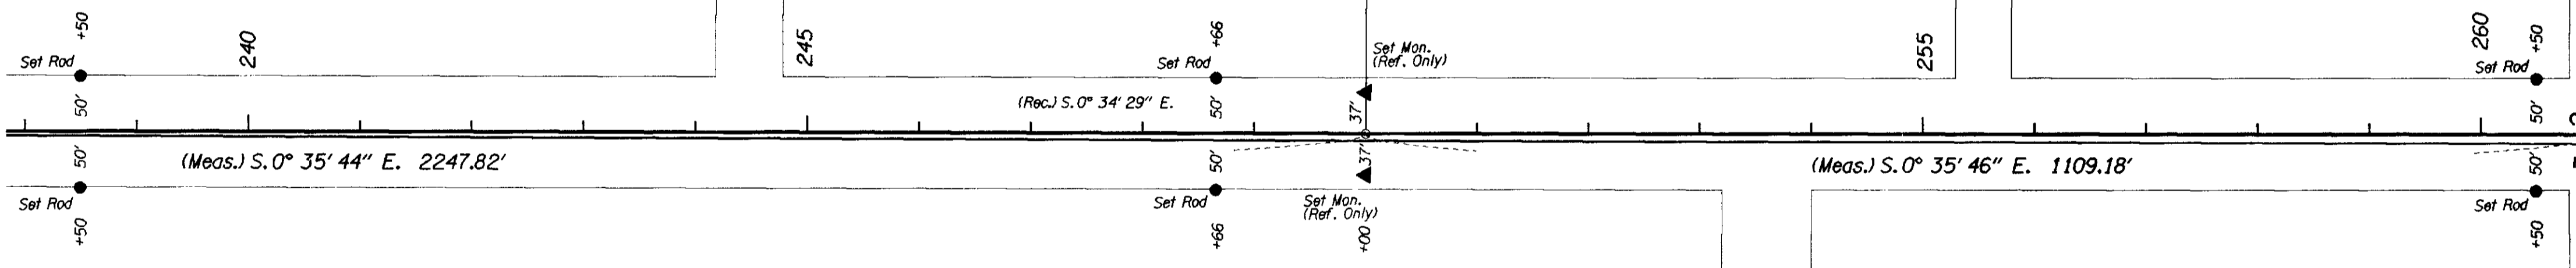 +50
240
245
+66
Set Mon.
(Ref. Only)
255
260
+50
Set Rod
Set Rod
Set Rod
50'
(Rec.) S. 0° 34' 29" E.
50'
37'
50'
50'
(Meas.) S. 0° 35' 44" E. 2247.82'
50'
37'
(Meas.) S. 0° 35' 46" E. 1109.18'
50'
Set Rod
Set Rod
Set Mon.
(Ref. Only)
Set Rod
+50
+66
+00
+50